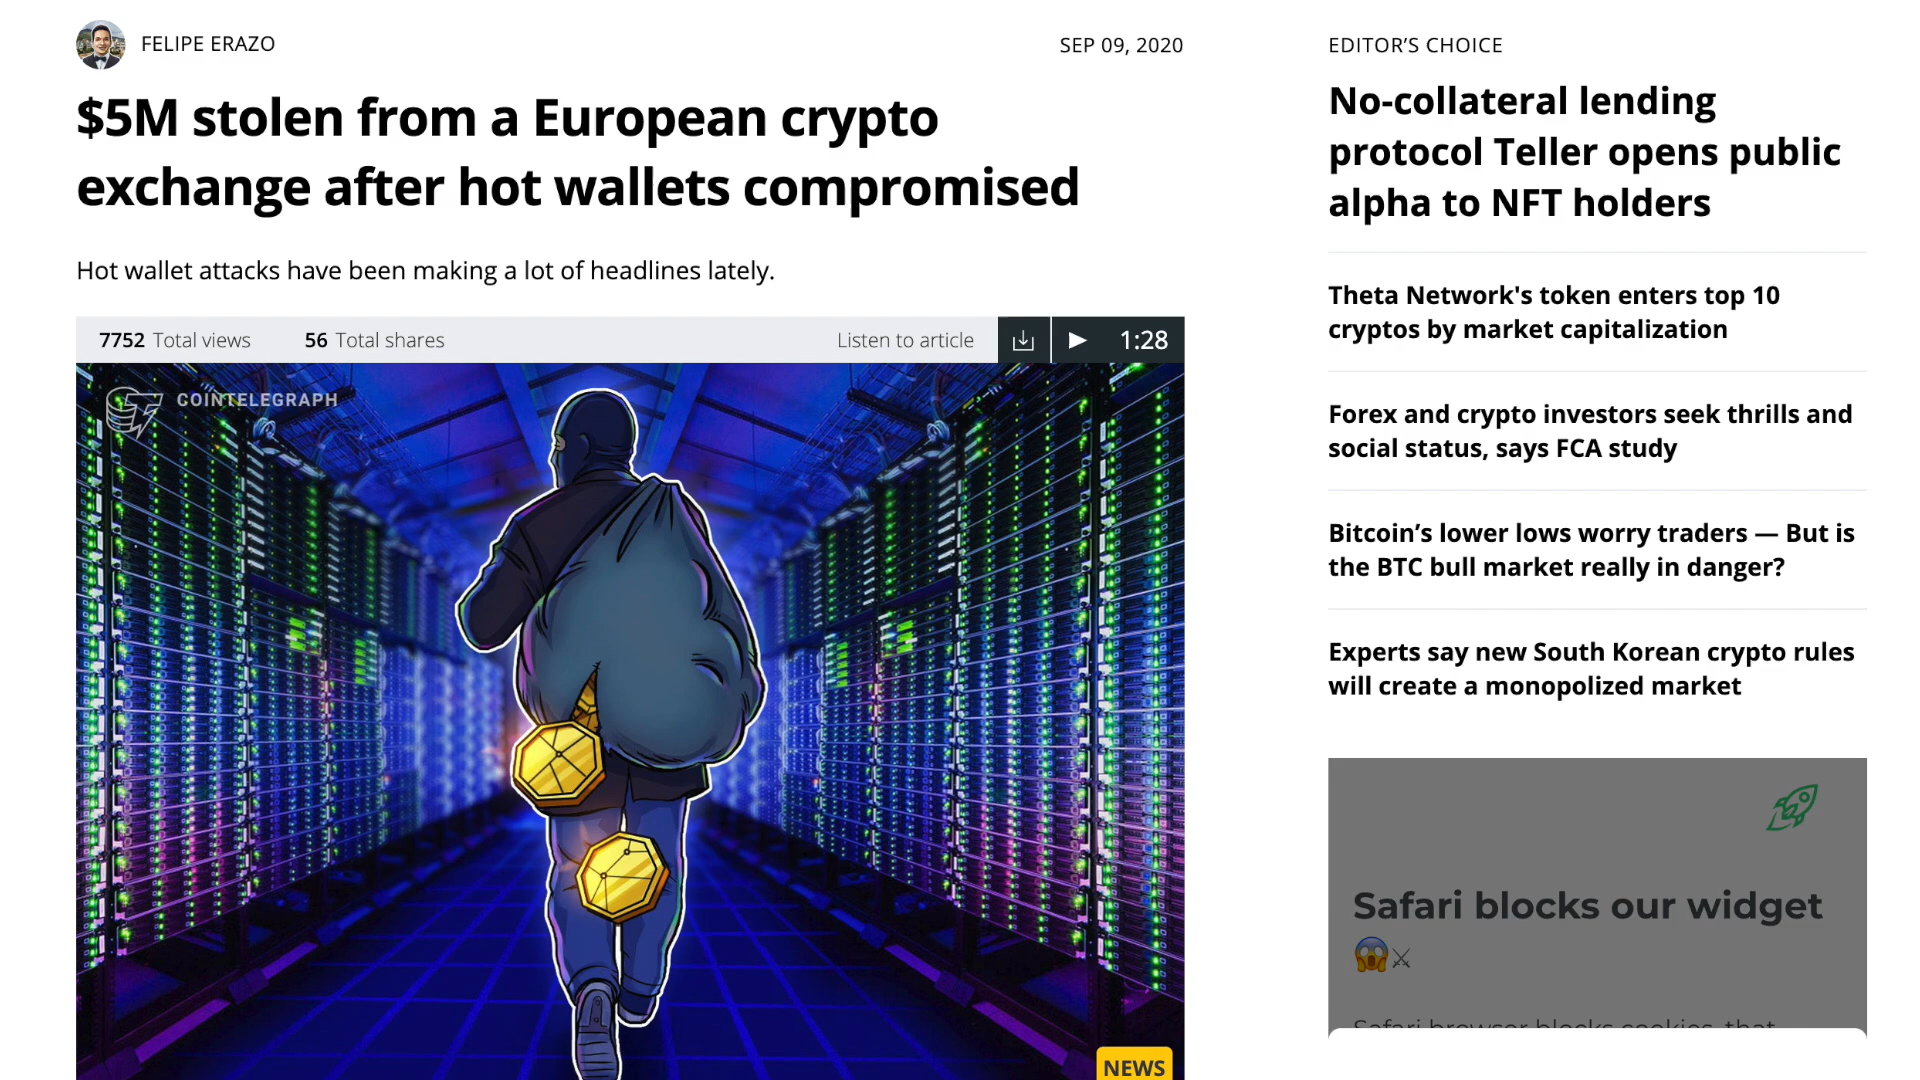 FELIPE ERAZO
SEP 09, 2020
$5M stolen from a European crypto
exchange after hot wallets compromised
Hot wallet attacks have been making a lot of headlines lately.
7752 Total views
56 Total shares
Listen to article
1:28
COINTELEGRAPH
NEWS
EDITOR’S CHOICE
No-collateral lending
protocol Teller opens public
alpha to NFT holders
Theta Network's token enters top 10
cryptos by market capitalization
Forex and crypto investors seek thrills and
social status, says FCA study
Bitcoin’s lower lows worry traders — But is
the BTC bull market really in danger?
Experts say new South Korean crypto rules
will create a monopolized market
Safari blocks our widget
😱⚔
Safari browser blocks cookies, that